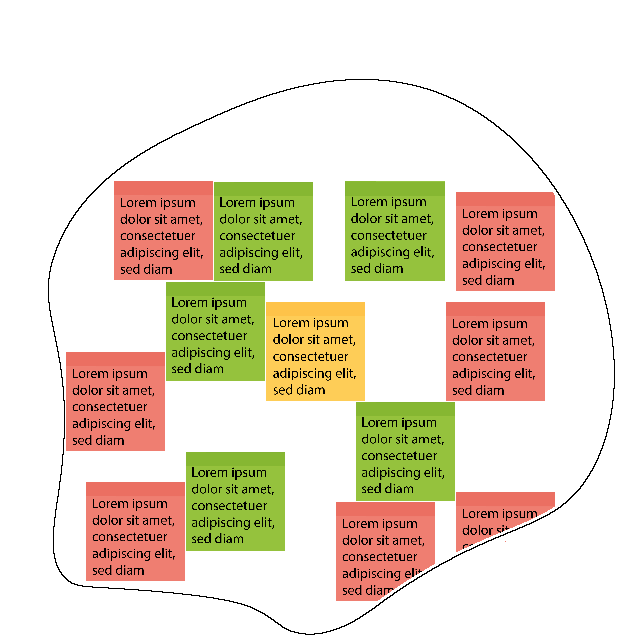 Lorem ipsum
dolor sit amet,
consectetuer
adipiscing elit,
sed diam
Lorem ipsum
dolor sit amet,
consectetuer
adipiscing elit,
sed diam
Lorem ipsum
dolor sit amet,
consectetuer
adipiscing elit,
sed diam
Lorem ipsum
dolor sit amet,
consectetuer
adipiscing elit,
sed diam
Lorem ipsum
dolor sit amet,
consectetuer
adipiscing elit,
sed diam
Lorem ipsum
dolor sit amet,
consectetuer
adipiscing elit,
sed diam
Lorem ipsum
dolor sit amet,
consectetuer
adipiscing elit,
sed diam
Lorem ipsum
dolor sit amet,
consectetuer
adipiscing elit,
sed diam
Lorem ipsum
dolor sit amet,
consectetuer
adipiscing elit,
sed diam
Lorem ipsum
dolor sit amet,
consectetuer
adipiscing elit,
sed diam
Lorem ipsum
dolor sit amet,
consectetuer
adipiscing elit,
sed diam
Lorem ipsum
dolor sit amet,
consectetuer
adipiscing
sed diam
Lorem ipsum
dolor sit